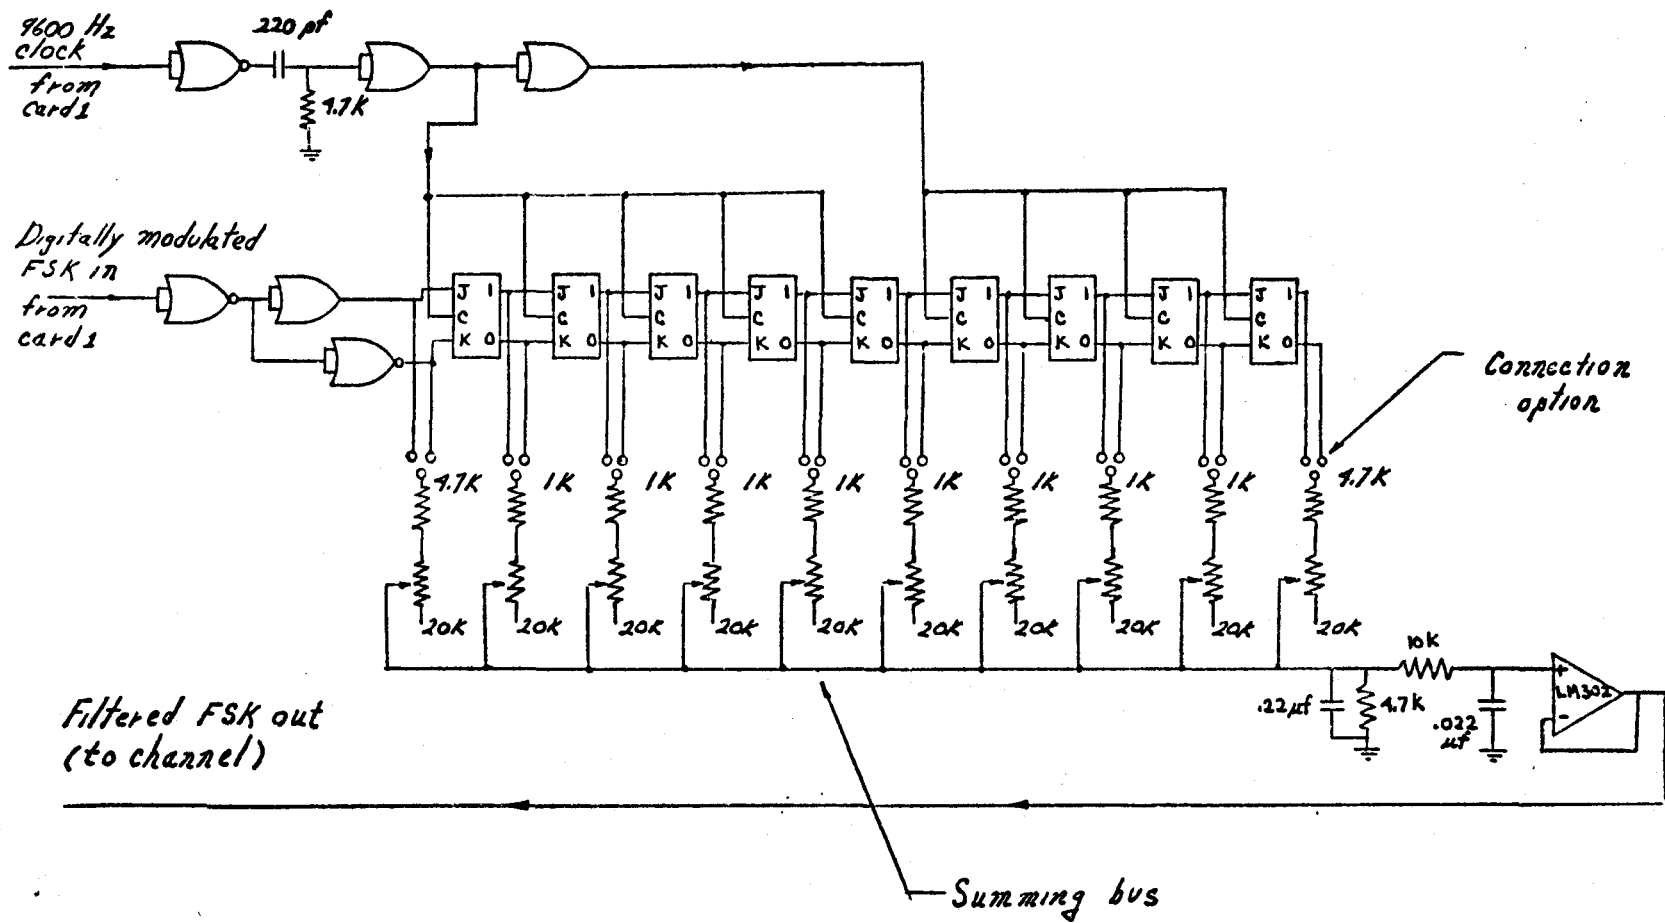 9600 Hz
clock
from
card 1
220 pf
4.7K
Digitally modulated
FSK in
from
card 1
J 1 J 1 J 1 J 1 J 1 J 1 J 1 J 1 J 1
C C C C C C C C C
K 0 K 0 K 0 K 0 K 0 K 0 K 0 K 0 K 0
Connection
option
4.7K 1K 1K 1K 1K 1K 1K 1K 1K 4.7K
20K 20K 20K 20K 20K 20K 20K 20K 20K 20K
10K
+
LM302
-
.22 µf
4.7K
.022
µf
Filtered FSK out
(to channel)
Summing bus